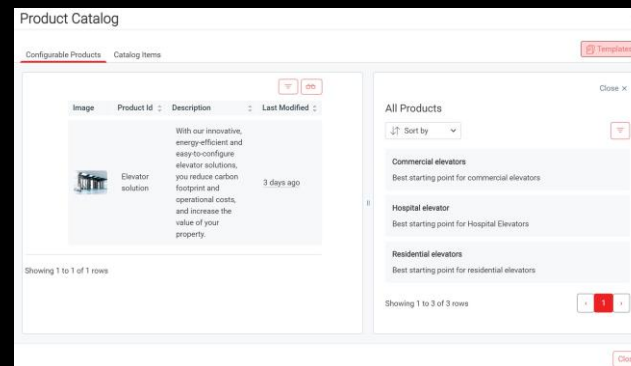 Product Catalog
Configurable Products Catalog Items
Templates
Image Product Id Description Last Modified
Elevator
solution
With our innovative,
energy-efficient and
easy-to-configure
elevator solutions,
you reduce carbon
footprint and
operational costs,
and increase the
value of your
property.
3 days ago
Showing 1 to 1 of 1 rows
Close ×
All Products
Sort by
Commercial elevators
Best starting point for commercial elevators
Hospital elevator
Best starting point for Hospital Elevators
Residential elevators
Best starting point for residential elevators
Showing 1 to 3 of 3 rows
‹ 1 ›
Clos